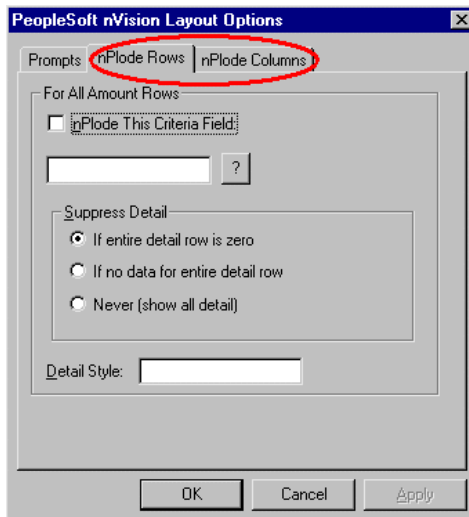 PeopleSoft nVision Layout Options
Prompts nPlode Rows nPlode Columns
For All Amount Rows
nPlode This Criteria Field:
?
Suppress Detail
If entire detail row is zero
If no data for entire detail row
Never (show all detail)
Detail Style:
OK Cancel Apply